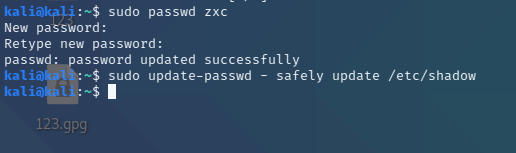 kali@kali:~$ sudo passwd zxc
123
New password:
Retype new password:
passwd: password updated successfully
kali@kali:~$ sudo update-passwd - safely update /etc/shadow
kali@kali:~$
123.gpg